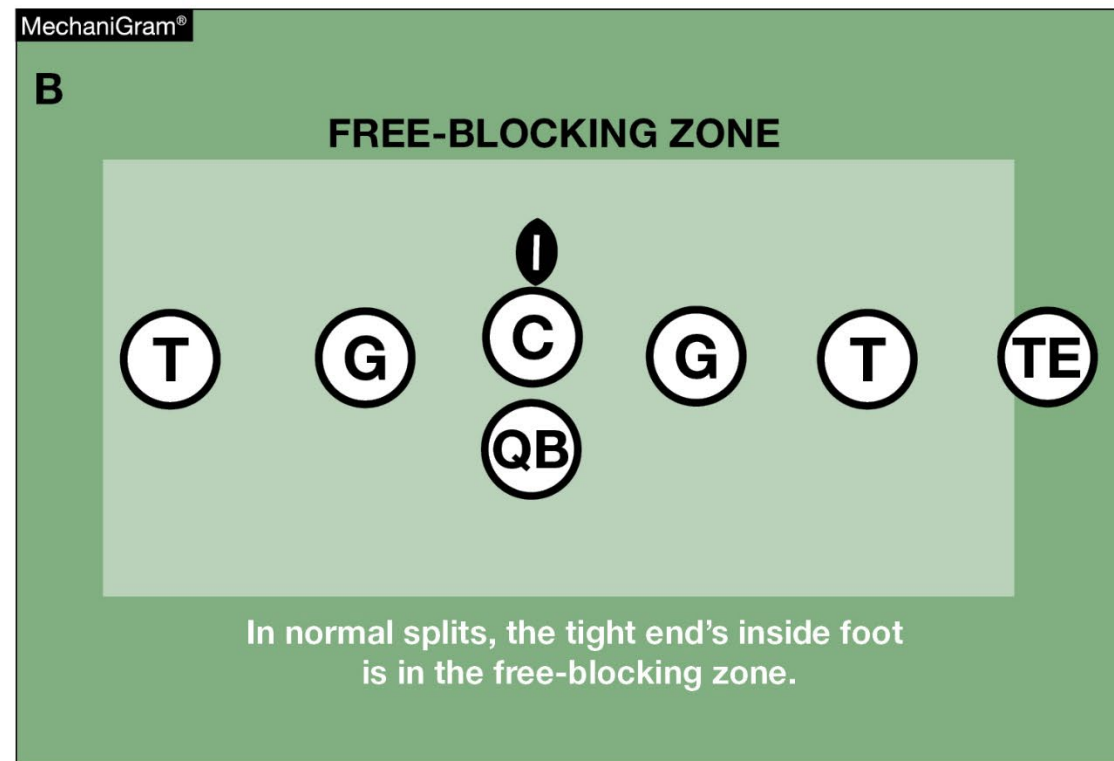 MechaniGram®
B
FREE-BLOCKING ZONE
I
T G C G T TE
QB
In normal splits, the tight end's inside foot
is in the free-blocking zone.